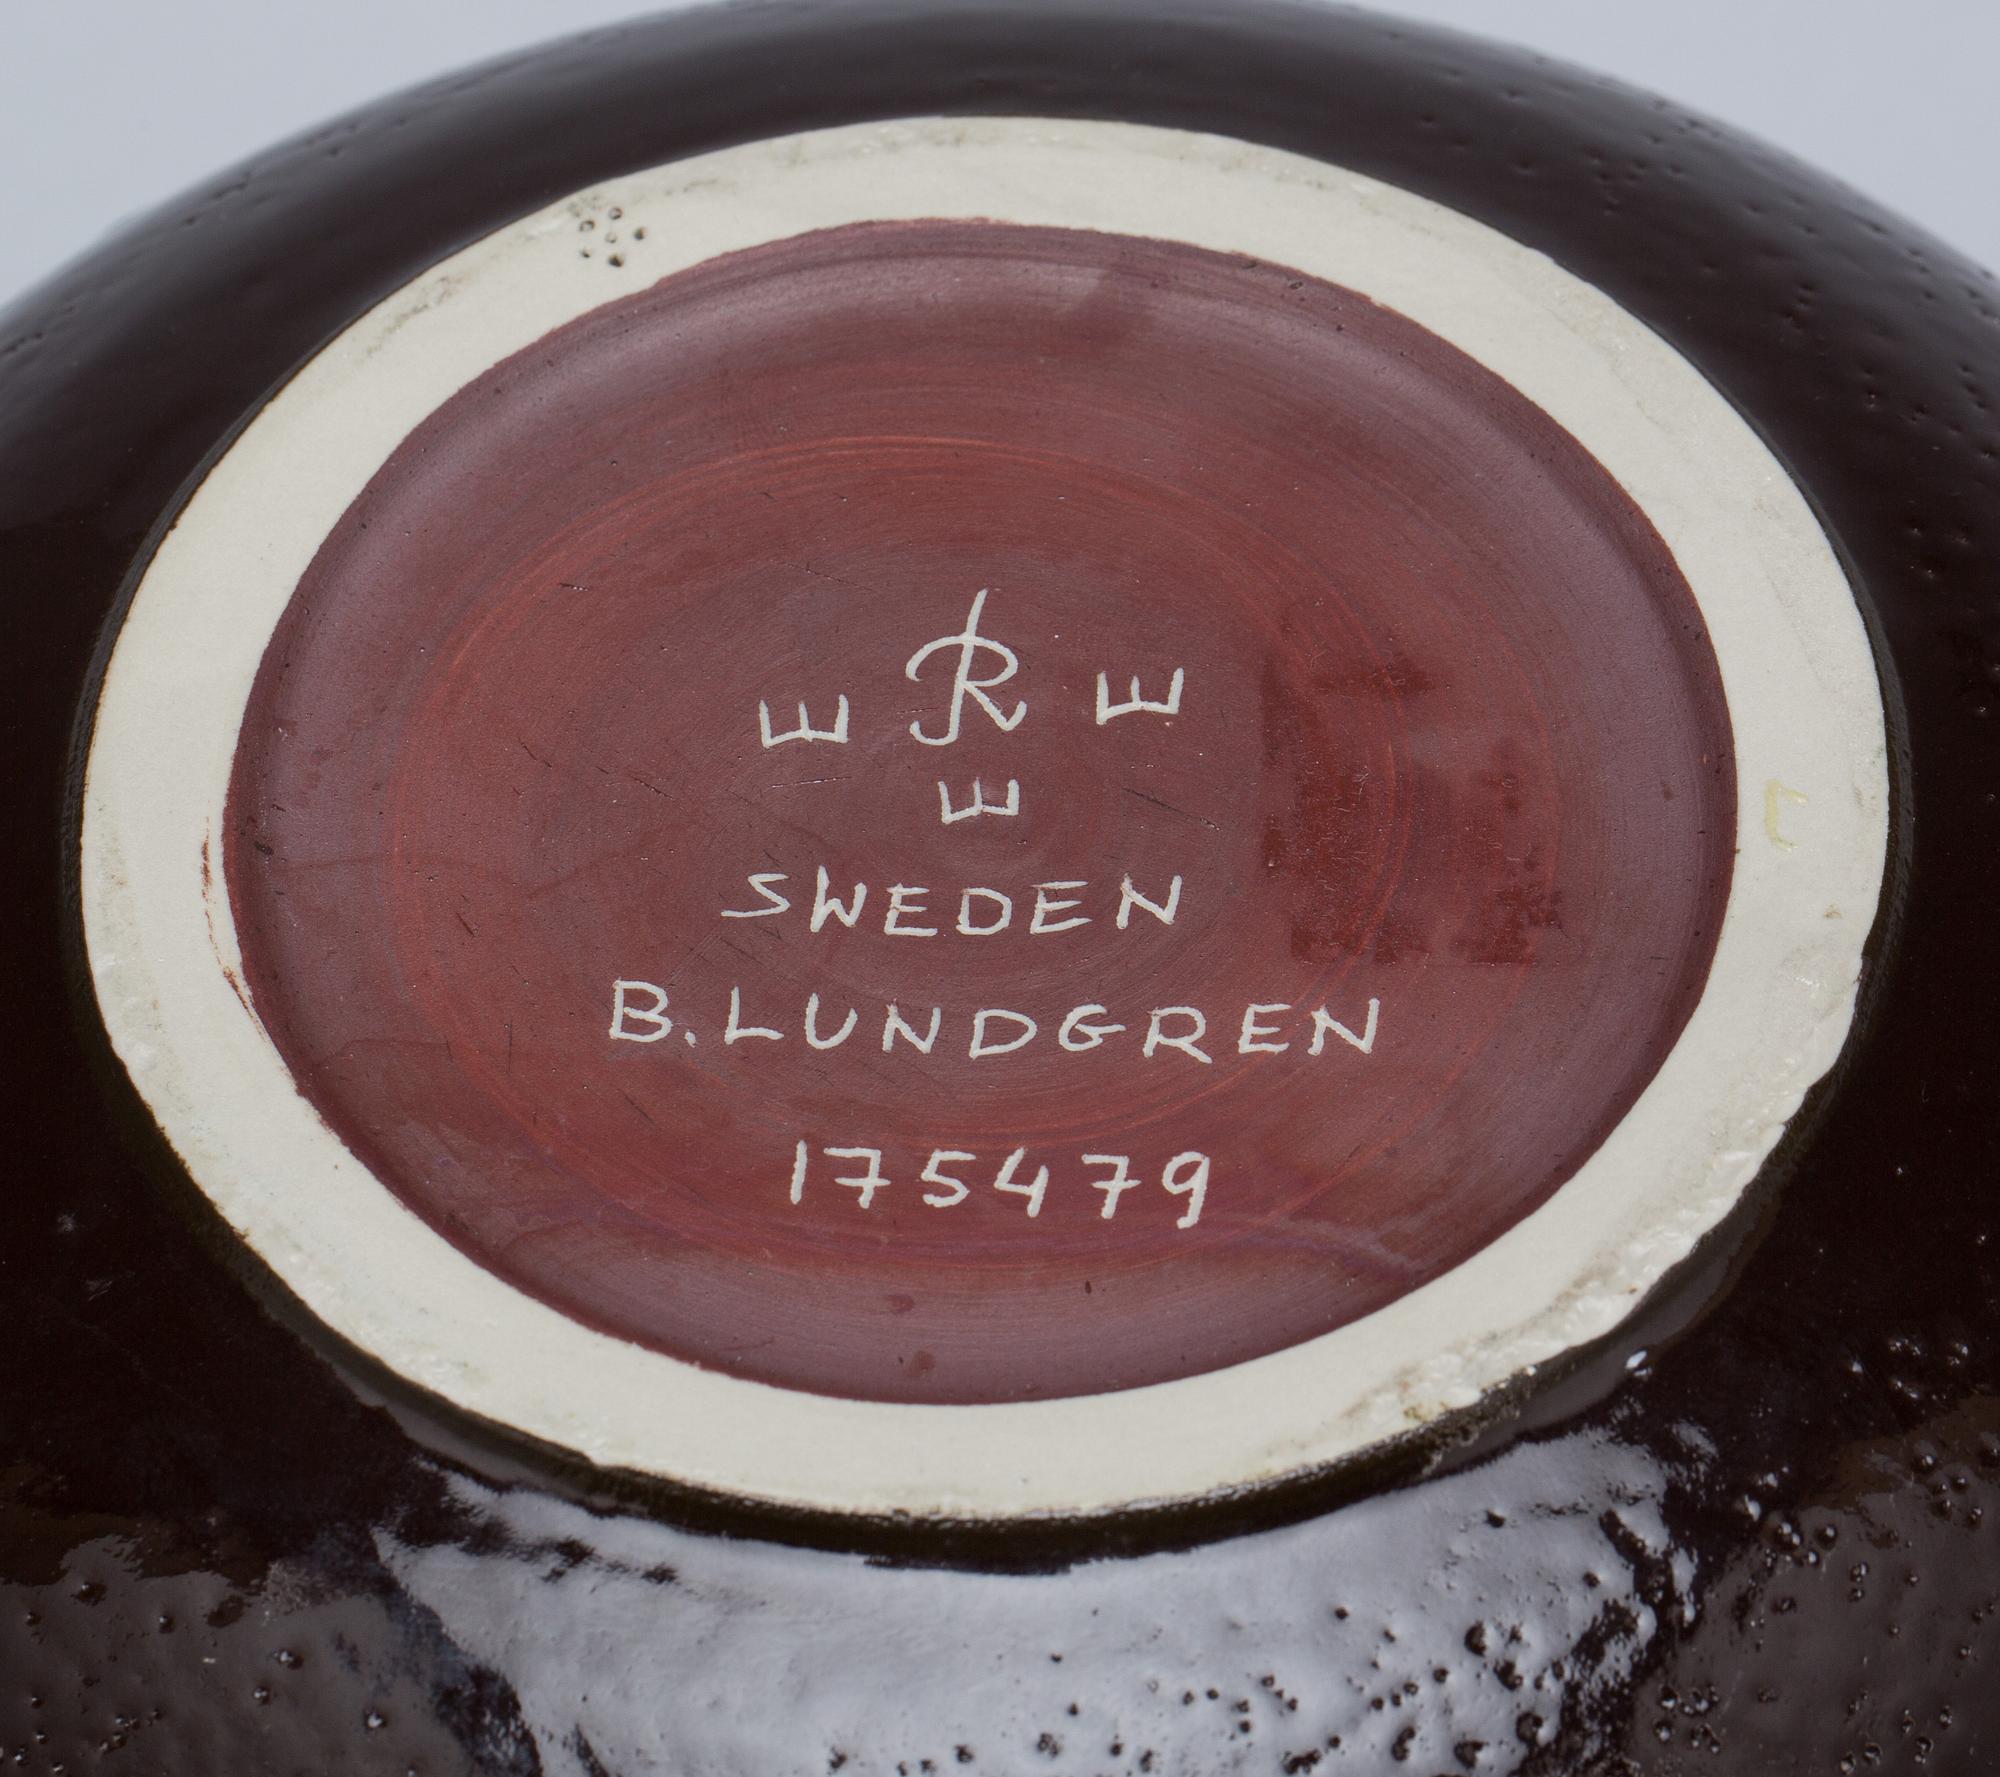 R
SWEDEN
B.LUNDGREN
175479